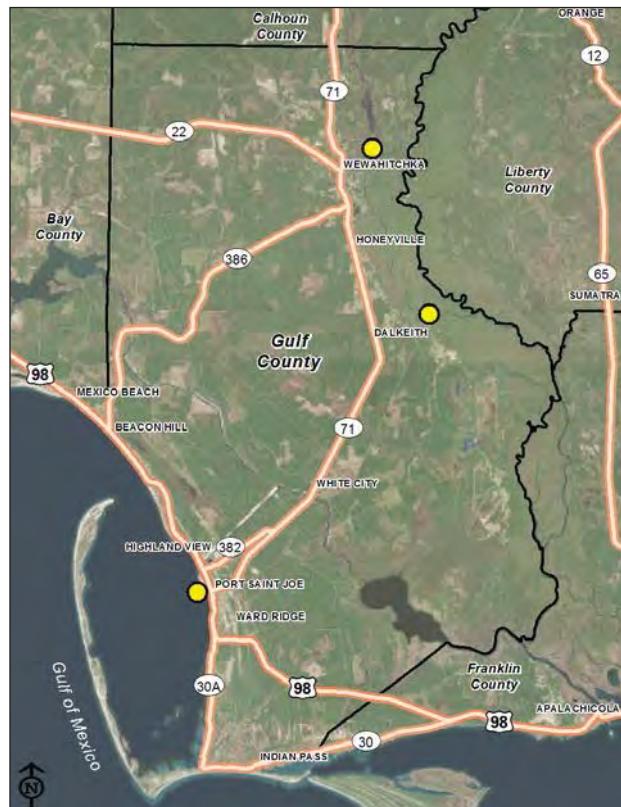 Calhoun
County
ORANGE
12
71
22
WEWAHITCHKA
Liberty
County
Bay
County
HONEYVILLE
386
65
SUMATRA
DALKEITH
Gulf
County
98
MEXICO BEACH
BEACON HILL
71
WHITE CITY
HIGHLAND VIEW
382
PORT SAINT JOE
WARD RIDGE
Franklin
County
30A
98
Gulf of Mexico
APALACHICOLA
98
30
INDIAN PASS
N